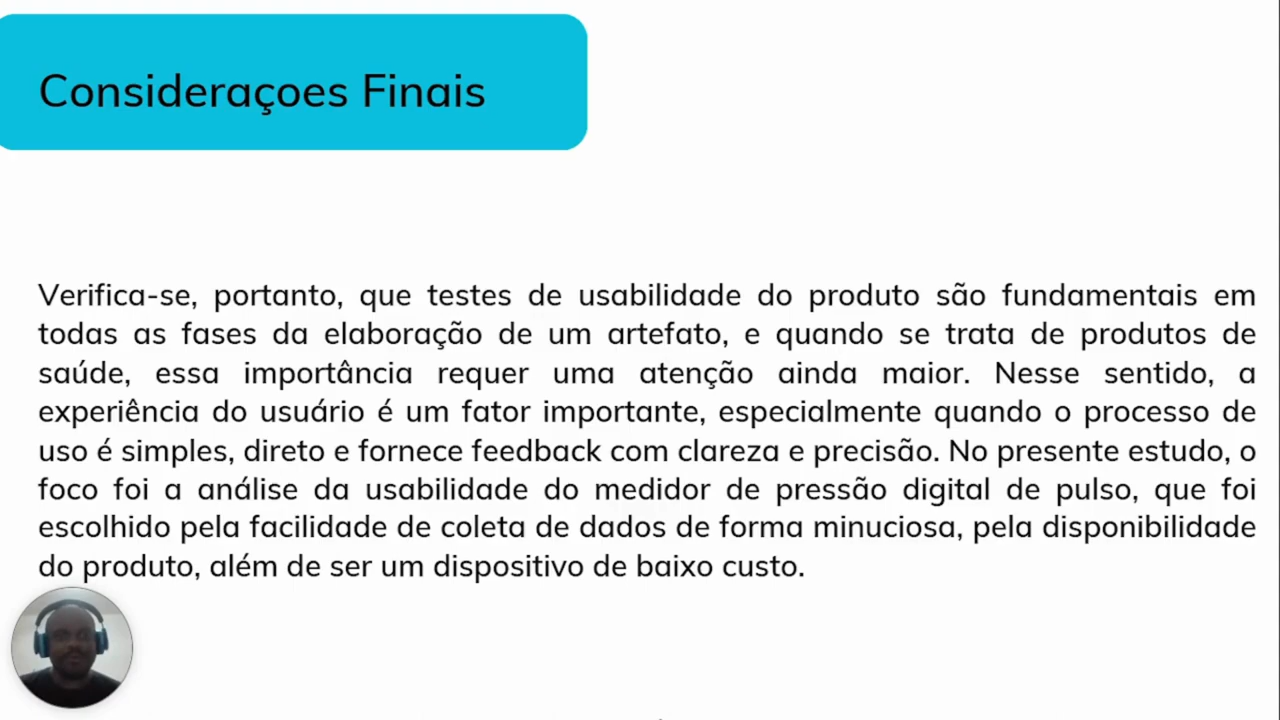 Consideraçoes Finais
Verifica-se, portanto, que testes de usabilidade do produto são fundamentais em
todas as fases da elaboração de um artefato, e quando se trata de produtos de
saúde, essa importância requer uma atenção ainda maior. Nesse sentido, a
experiência do usuário é um fator importante, especialmente quando o processo de
uso é simples, direto e fornece feedback com clareza e precisão. No presente estudo, o
foco foi a análise da usabilidade do medidor de pressão digital de pulso, que foi
escolhido pela facilidade de coleta de dados de forma minuciosa, pela disponibilidade
do produto, além de ser um dispositivo de baixo custo.